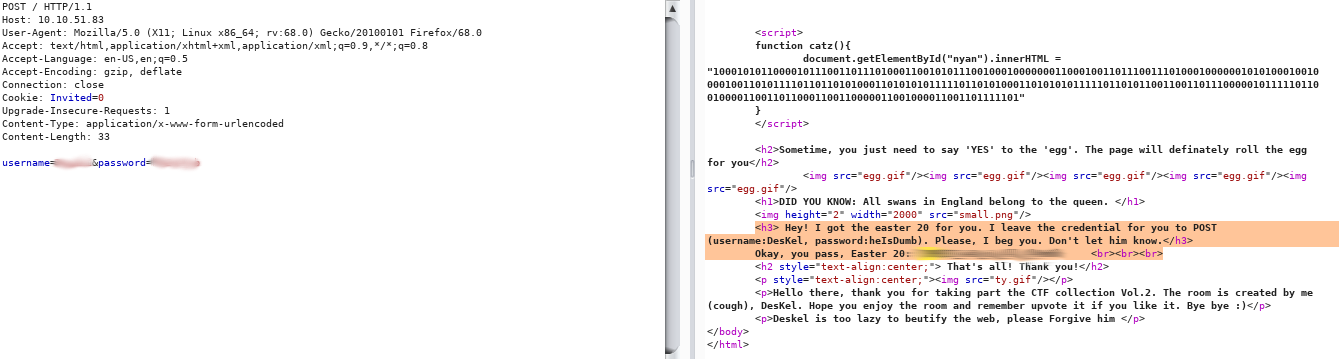 POST / HTTP/1.1
Host: 10.10.51.83
User-Agent: Mozilla/5.0 (X11; Linux x86_64; rv:68.0) Gecko/20100101 Firefox/68.0
Accept: text/html,application/xhtml+xml,application/xml;q=0.9,*/*;q=0.8
Accept-Language: en-US,en;q=0.5
Accept-Encoding: gzip, deflate
Connection: close
Cookie: Invited=0
Upgrade-Insecure-Requests: 1
Content-Type: application/x-www-form-urlencoded
Content-Length: 33
username= &password=
<script>
function catz(){
document.getElementById("nyan").innerHTML =
"10001010110000101110011011101000110010101110010001000000011000100110111001110100010000001010100010010
000100110101111011011010100011010101011111011010100011010101011111011010110011001101110000010111110110
0100001100110110001100110000011001000011001101111101"
}
</script>
<h2>Sometime, you just need to say 'YES' to the 'egg'. The page will definately roll the egg
for you</h2>
<img src="egg.gif"/><img src="egg.gif"/><img src="egg.gif"/><img src="egg.gif"/><img
src="egg.gif"/>
<h1>DID YOU KNOW: All swans in England belong to the queen. </h1>
<img height="2" width="2000" src="small.png"/>
<h3> Hey! I got the easter 20 for you. I leave the credential for you to POST
(username:DesKel, password:heIsDumb). Please, I beg you. Don't let him know.</h3>
Okay, you pass, Easter 20: <br><br><br>
<h2 style="text-align:center;"> That's all! Thank you!</h2>
<p style="text-align:center;"><img src="ty.gif"/></p>
<p>Hello there, thank you for taking part the CTF collection Vol.2. The room is created by me
(cough), DesKel. Hope you enjoy the room and remember upvote it if you like it. Bye bye :)</p>
<p>Deskel is too lazy to beutify the web, please Forgive him </p>
</body>
</html>